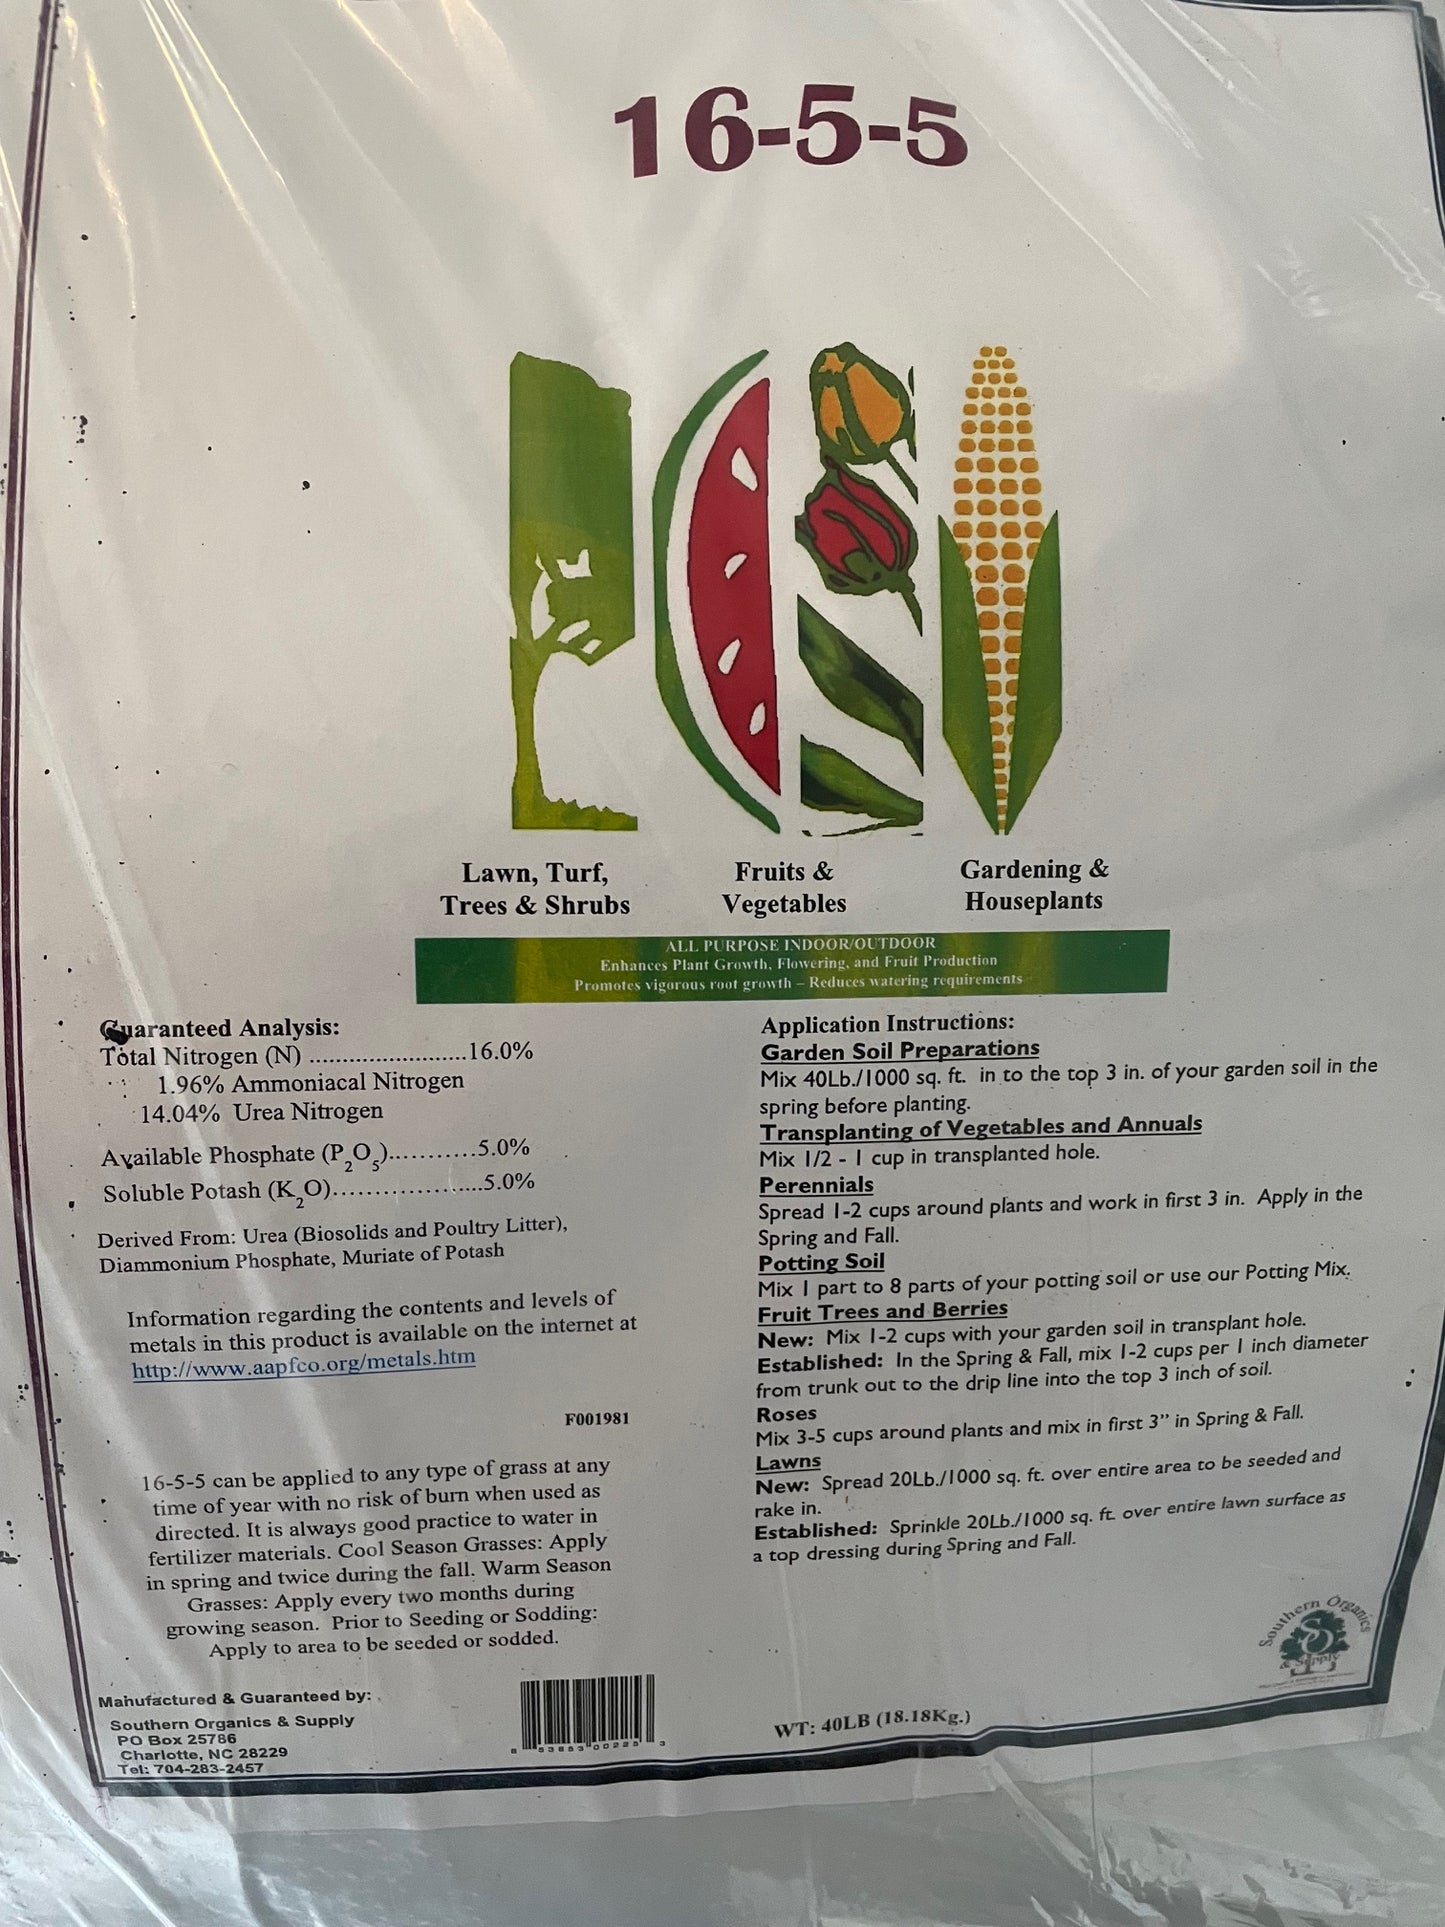 16-5-5
Lawn, Turf,
Trees & Shrubs
Fruits &
Vegetables
Gardening &
Houseplants
ALL PURPOSE INDOOR/OUTDOOR
Enhances Plant Growth, Flowering, and Fruit Production
Promotes vigorous root growth – Reduces watering requirements
Guaranteed Analysis:
Total Nitrogen (N) ........................16.0%
1.96% Ammoniacal Nitrogen
14.04% Urea Nitrogen
Available Phosphate (P2O5)...........5.0%
Soluble Potash (K2O).......................5.0%
Derived From: Urea (Biosolids and Poultry Litter),
Diammonium Phosphate, Muriate of Potash
Information regarding the contents and levels of
metals in this product is available on the internet at
http://www.aapfco.org/metals.htm
F001981
16-5-5 can be applied to any type of grass at any
time of year with no risk of burn when used as
directed. It is always good practice to water in
fertilizer materials. Cool Season Grasses: Apply
in spring and twice during the fall. Warm Season
Grasses: Apply every two months during
growing season. Prior to Seeding or Sodding:
Apply to area to be seeded or sodded.
Manufactured & Guaranteed by:
Southern Organics & Supply
PO Box 25786
Charlotte, NC 28229
Tel: 704-283-2457
8 53853 00225 3
Application Instructions:
Garden Soil Preparations
Mix 40Lb./1000 sq. ft. in to the top 3 in. of your garden soil in the
spring before planting.
Transplanting of Vegetables and Annuals
Mix 1/2 - 1 cup in transplanted hole.
Perennials
Spread 1-2 cups around plants and work in first 3 in. Apply in the
Spring and Fall.
Potting Soil
Mix 1 part to 8 parts of your potting soil or use our Potting Mix.
Fruit Trees and Berries
New: Mix 1-2 cups with your garden soil in transplant hole.
Established: In the Spring & Fall, mix 1-2 cups per 1 inch diameter
from trunk out to the drip line into the top 3 inch of soil.
Roses
Mix 3-5 cups around plants and mix in first 3" in Spring & Fall.
Lawns
New: Spread 20Lb./1000 sq. ft. over entire area to be seeded and
rake in.
Established: Sprinkle 20Lb./1000 sq. ft. over entire lawn surface as
a top dressing during Spring and Fall.
Southern Organics
& Supply
WT: 40LB (18.18Kg.)